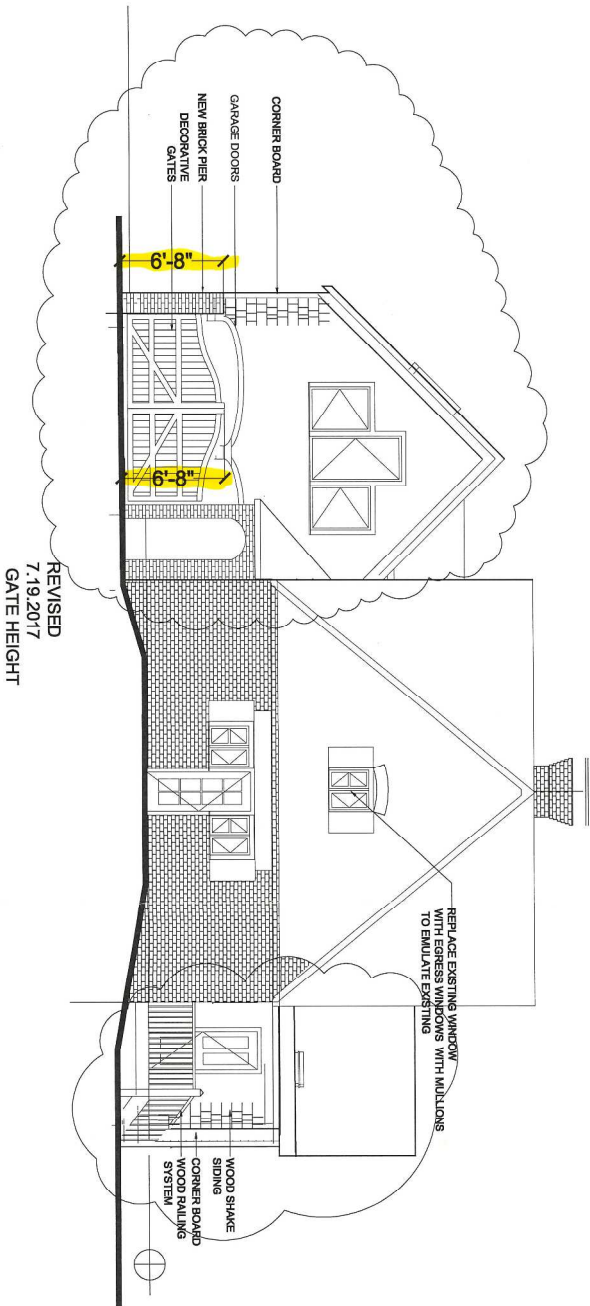 CORNER BOARD
GARAGE DOORS
NEW BRICK PIER
DECORATIVE
GATES
6'-8"
6'-8"
REPLACE EXISTING WINDOW
WITH EGRESS WINDOWS WITH MULLIONS
TO EMULATE EXISTING
WOOD SHAKE
SIDING
CORNER BOARD
WOOD RAILING
SYSTEM
REVISED
7.19.2017
GATE HEIGHT